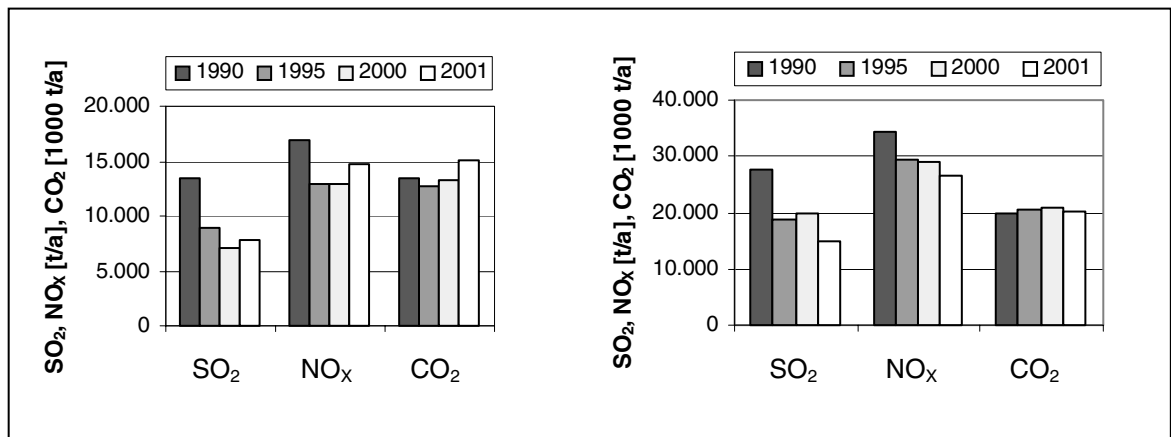 SO₂, NOX [t/a], CO₂ [1000 t/a]
1990 1995 2000 2001
20.000
15.000
10.000
5.000
0
SO₂ NOX CO₂
SO₂, NOX [t/a], CO₂ [1000 t/a]
1990 1995 2000 2001
40.000
30.000
20.000
10.000
0
SO₂ NOX CO₂